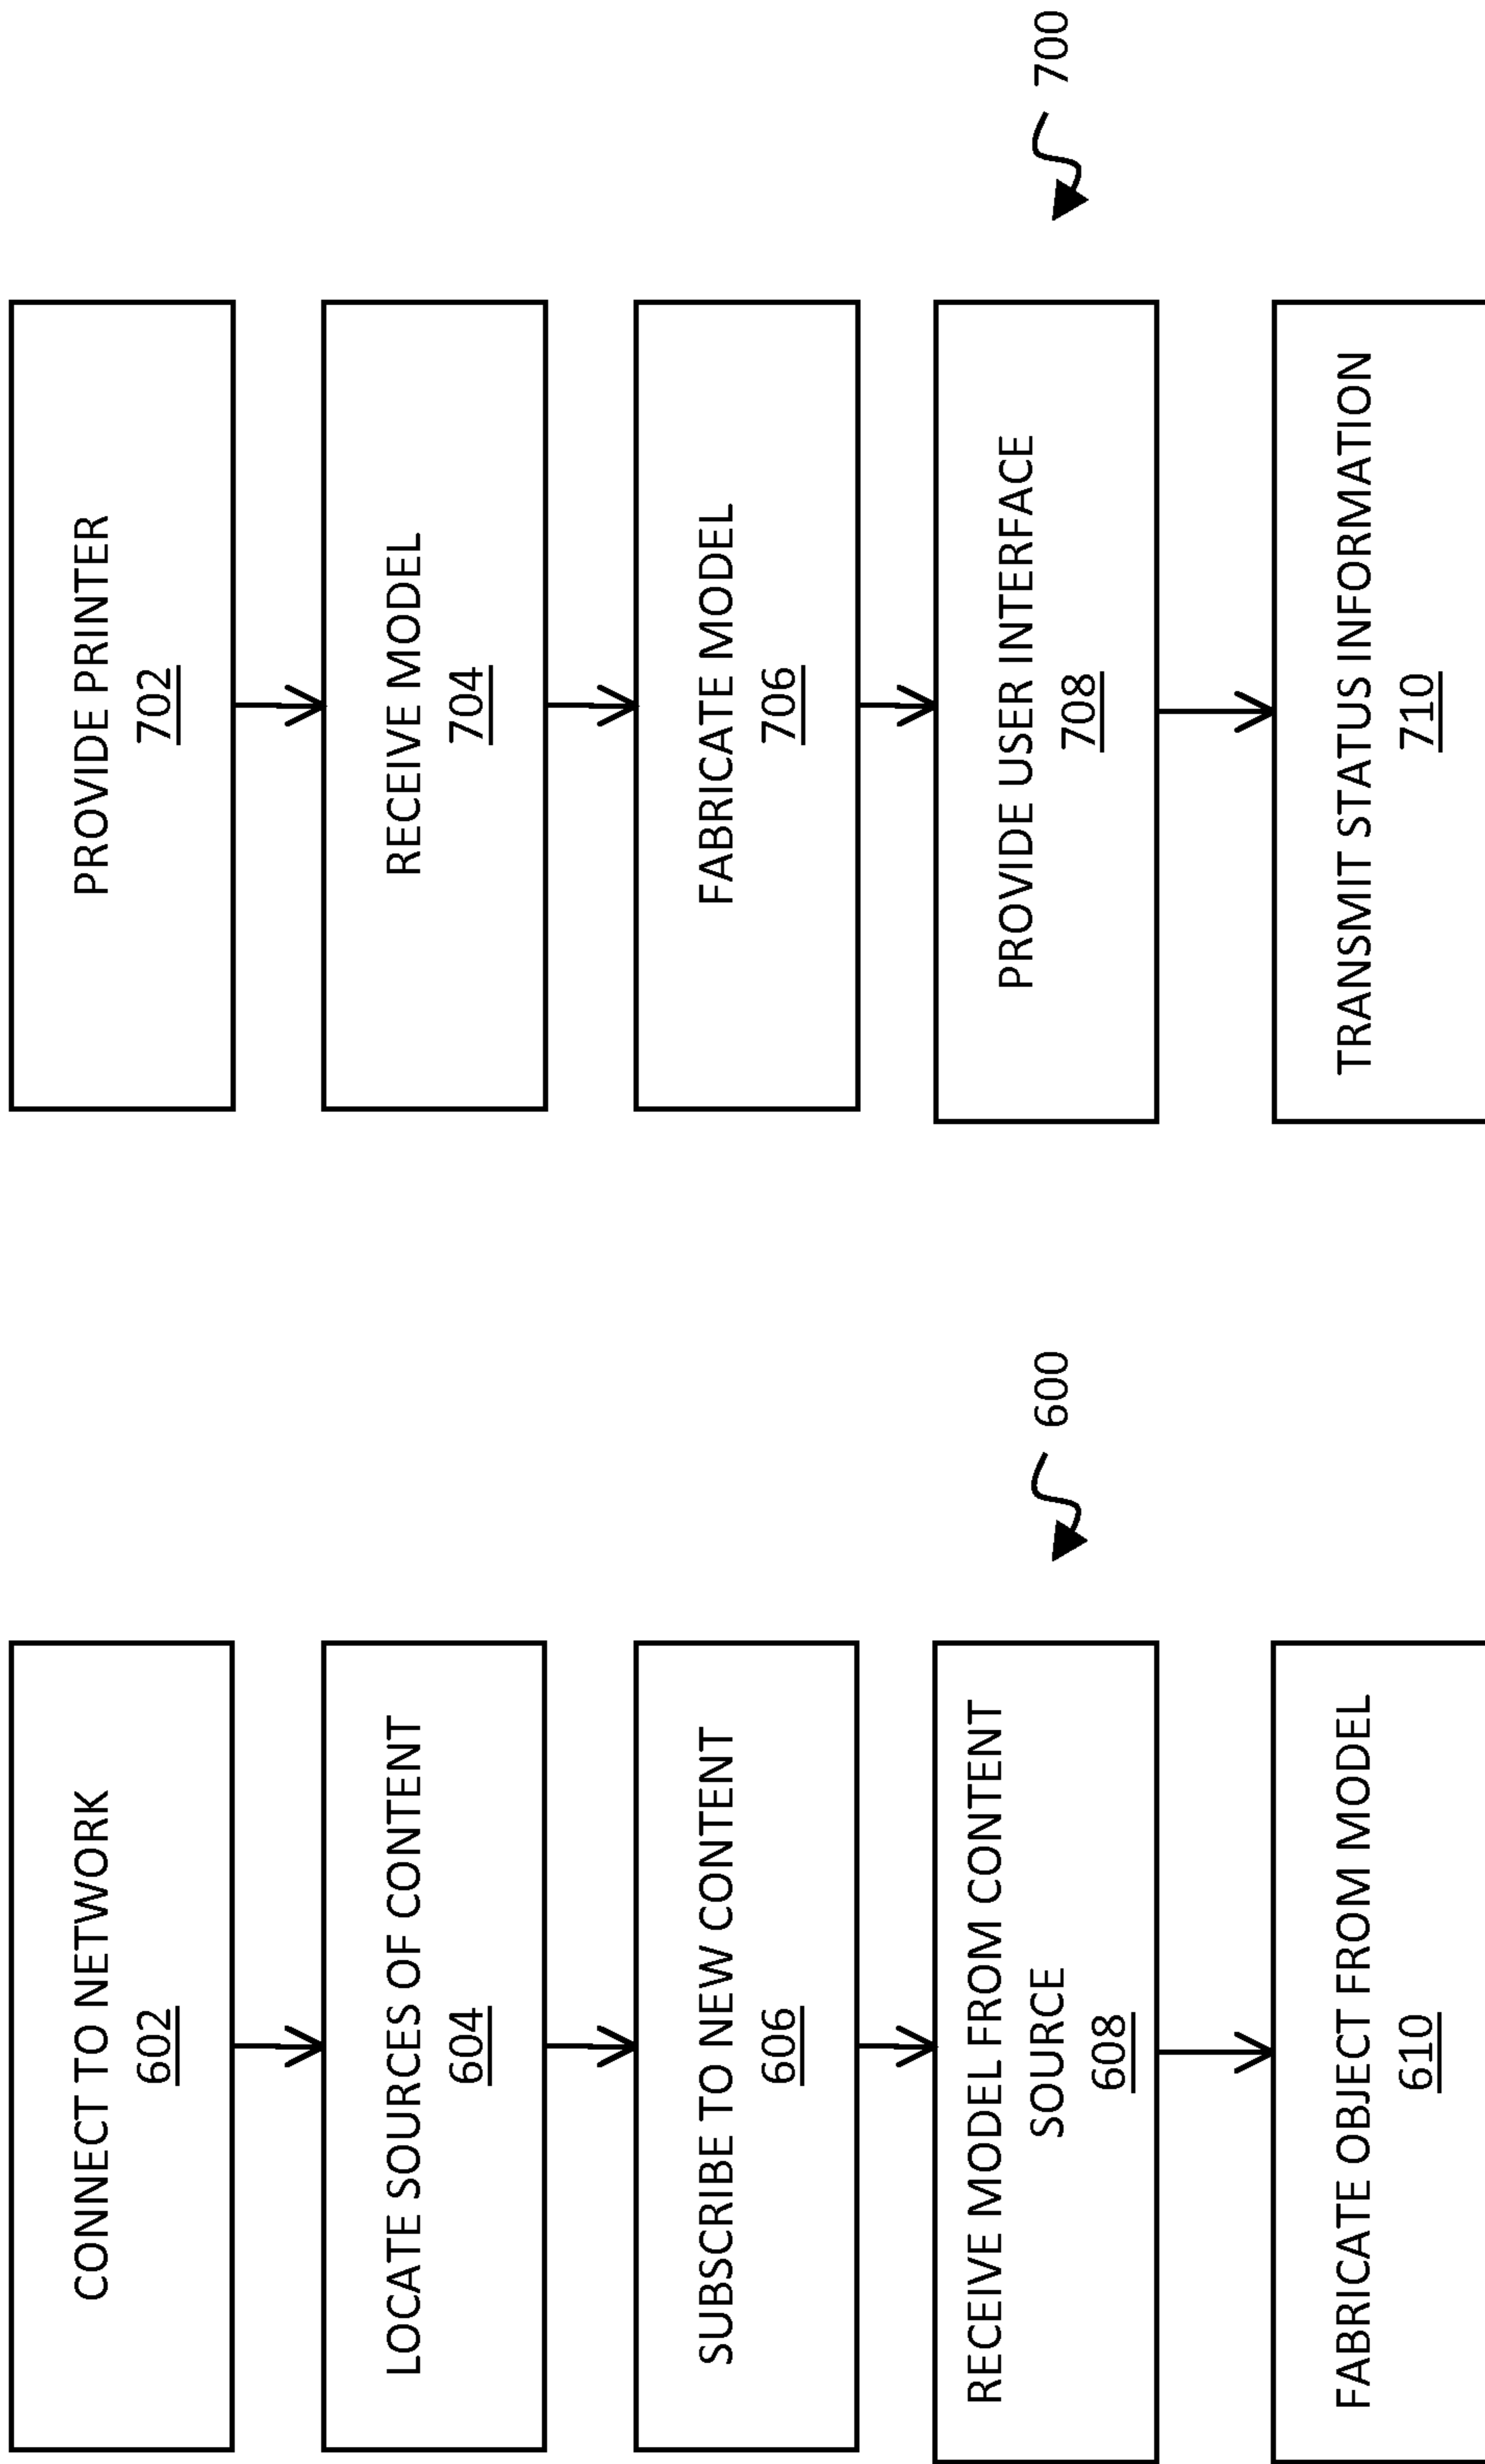 CONNECT TO NETWORK
602
LOCATE SOURCES OF CONTENT
604
SUBSCRIBE TO NEW CONTENT
606
RECEIVE MODEL FROM CONTENT
SOURCE
608
FABRICATE OBJECT FROM MODEL
610
600
PROVIDE PRINTER
702
RECEIVE MODEL
704
FABRICATE MODEL
706
PROVIDE USER INTERFACE
708
TRANSMIT STATUS INFORMATION
710
700